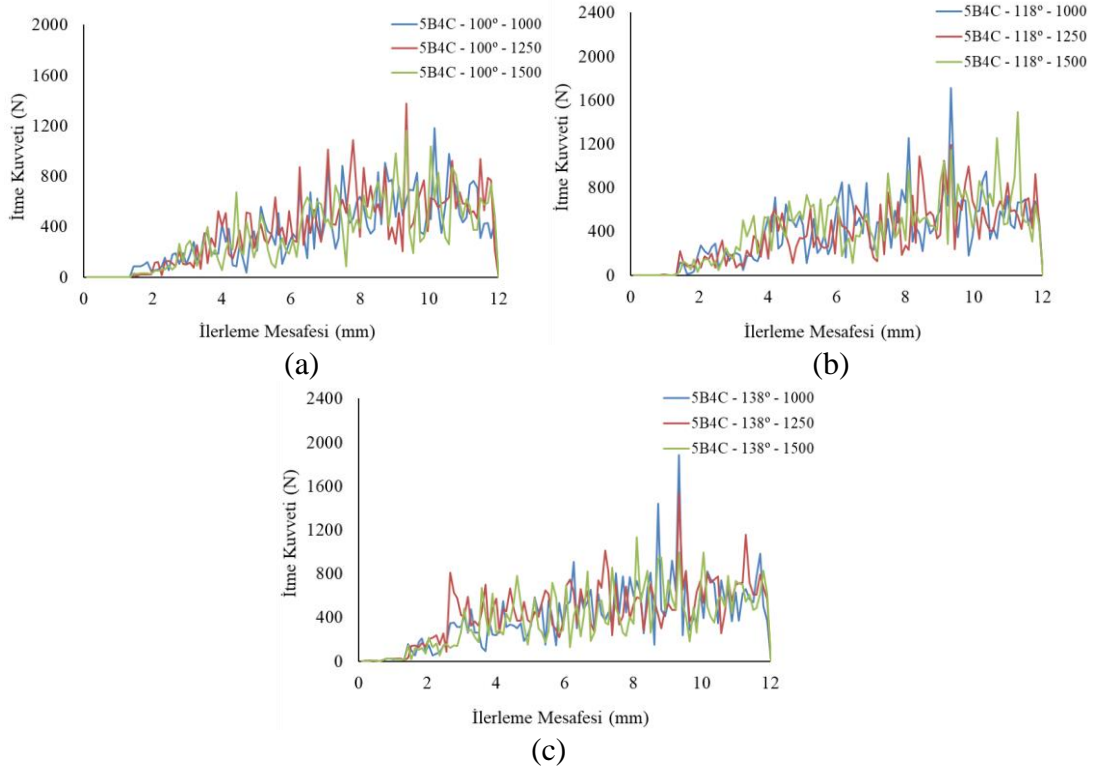 2000
1600
1200
800
400
0
İtme Kuvveti (N)
5B4C - 100º - 1000
5B4C - 100º - 1250
5B4C - 100º - 1500
0 2 4 6 8 10 12
İlerleme Mesafesi (mm)
(a)
2400
2000
1600
1200
800
400
0
İtme Kuvveti (N)
5B4C - 118º - 1000
5B4C - 118º - 1250
5B4C - 118º - 1500
0 2 4 6 8 10 12
İlerleme Mesafesi (mm)
(b)
2400
2000
1600
1200
800
400
0
İtme Kuvveti (N)
5B4C - 138º - 1000
5B4C - 138º - 1250
5B4C - 138º - 1500
0 2 4 6 8 10 12
İlerleme Mesafesi (mm)
(c)